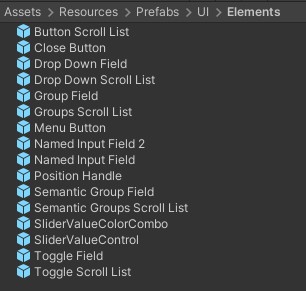 Assets > Resources > Prefabs > UI > Elements
Button Scroll List
Close Button
Drop Down Field
Drop Down Scroll List
Group Field
Groups Scroll List
Menu Button
Named Input Field 2
Named Input Field
Position Handle
Semantic Group Field
Semantic Groups Scroll List
SliderValueColorCombo
SliderValueControl
Toggle Field
Toggle Scroll List